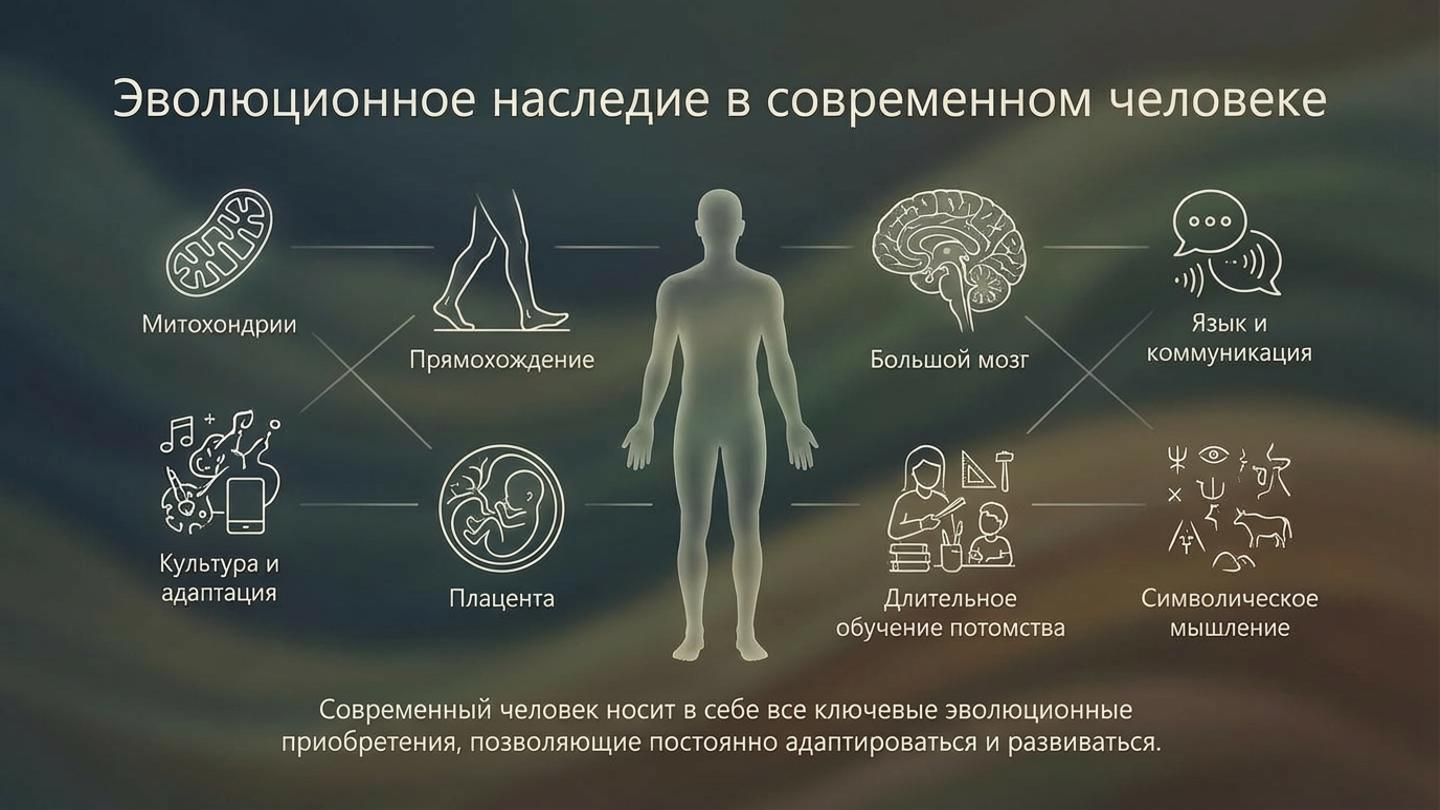 Эволюционное наследие в современном человеке
Митохондрии
Прямохождение
Большой мозг
Язык и
коммуникация
Культура и
адаптация
Плацента
Длительное
обучение потомства
Символическое
мышление
Современный человек носит в себе все ключевые эволюционные
приобретения, позволяющие постоянно адаптироваться и развиваться.